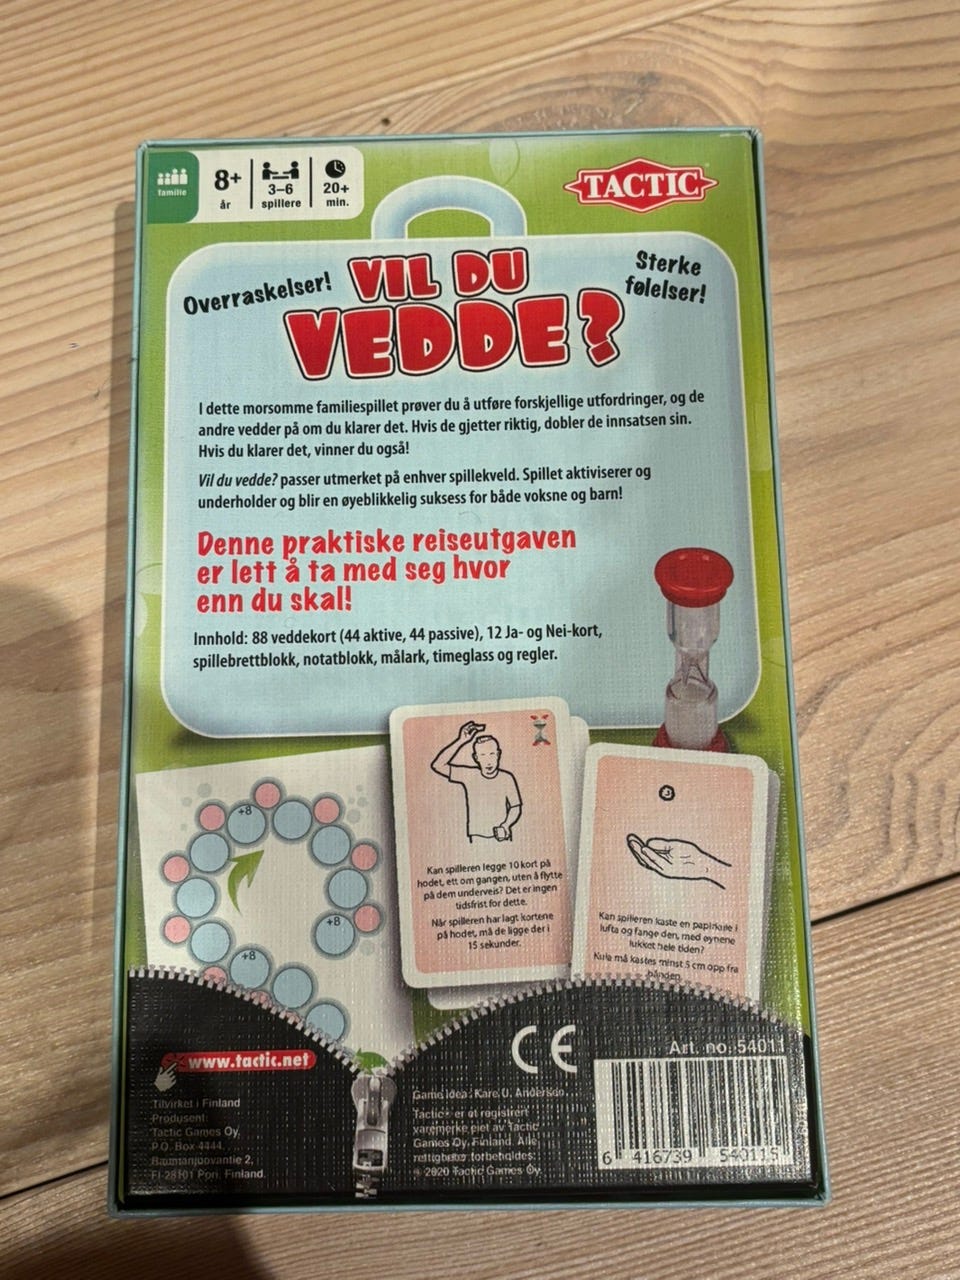 familie
8+
år
3–6
spillere
20+
min.
TACTIC
Overraskelser!
VIL DU
VEDDE?
Sterke
følelser!
I dette morsomme familiespillet prøver du å utføre forskjellige utfordringer, og de
andre vedder på om du klarer det. Hvis de gjetter riktig, dobler de innsatsen sin.
Hvis du klarer det, vinner du også!
Vil du vedde? passer utmerket på enhver spillekveld. Spillet aktiviserer og
underholder og blir en øyeblikkelig suksess for både voksne og barn!
Denne praktiske reiseutgaven
er lett å ta med seg hvor
enn du skal!
Innhold: 88 veddekort (44 aktive, 44 passive), 12 Ja- og Nei-kort,
spillebrettblokk, notatblokk, målark, timeglass og regler.
+8
+8
+8
Kan spilleren legge 10 kort på
hodet, ett om gangen, uten å flytte
på dem underveis? Det er ingen
tidsfrist for dette.
Når spilleren har lagt kortene
på hodet, må de ligge der i
15 sekunder.
Kan spilleren kaste en papirkule i
lufta og fange den, med øynene
lukket hele tiden?
Kula må kastes minst 5 cm opp fra
hånden.
www.tactic.net
Tilvirket i Finland
Produsent:
Tactic Games Oy,
P.O. Box 4444,
Raumanjuovantie 2,
FI-28101 Pori, Finland.
CE
Game idea: Kare O. Andersen
Tactic® er et registrert
varemerke eiet av Tactic
Games Oy, Finland. Alle
rettigheter forbeholdes.
© 2020 Tactic Games Oy.
Art. no. 54011
6 416739 540115